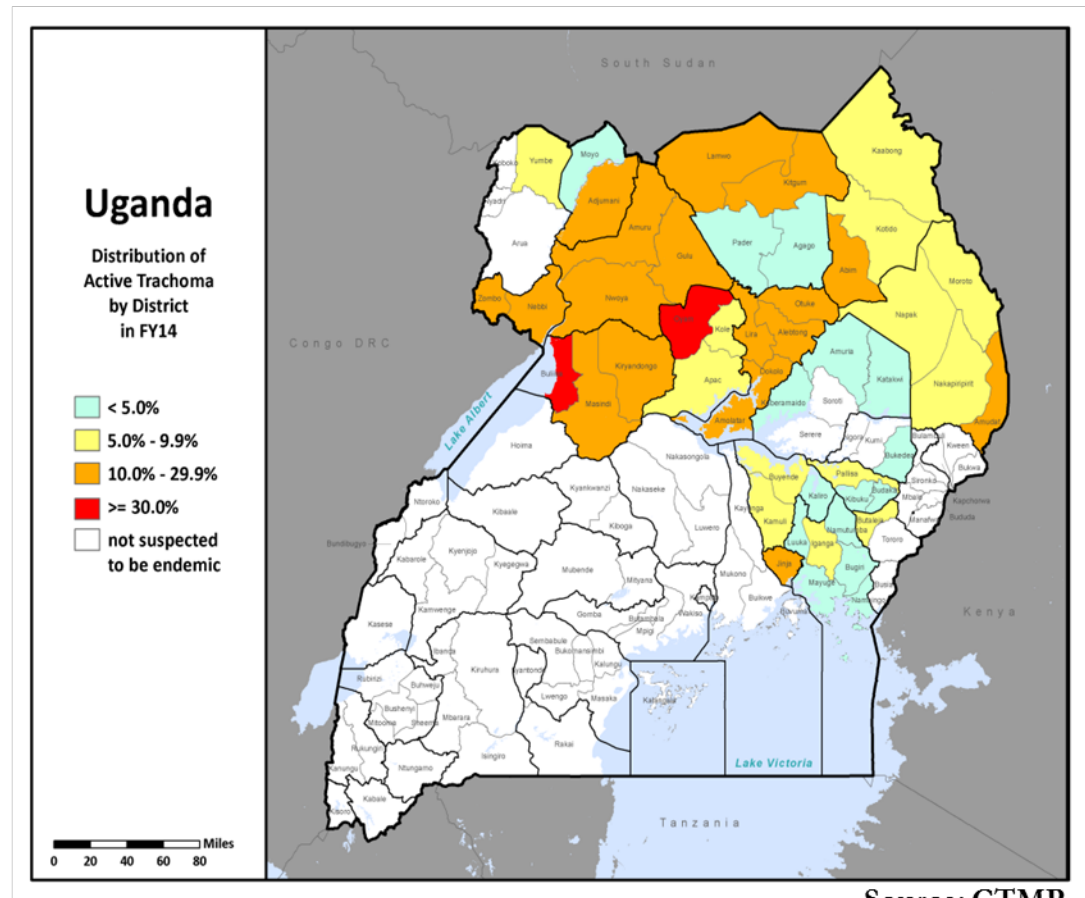 Uganda
Distribution of
Active Trachoma
by District
in FY14
< 5.0%
5.0% - 9.9%
10.0% - 29.9%
>= 30.0%
not suspected
to be endemic
Miles
0 20 40 60 80
South Sudan
Congo DRC
Kenya
Tanzania
Lake Albert
Lake Victoria
Yumbe
Moyo
Arua
Adjumani
Amuru
Lamwo
Kitgum
Kaabong
Kotido
Pader
Agago
Abim
Gulu
Moroto
Zombo
Nebbi
Nwoya
Otuke
Napak
Kole
Lira
Alebtong
Kiryandongo
Masindi
Apac
Dokolo
Amuria
Katakwi
Nakapiripirit
Amudat
Kaberamaido
Soroti
Amolatar
Serere
Kumi
Bukedea
Bulambuli
Kween
Bukwa
Hoima
Nakasongola
Buyende
Pallisa
Sironko
Kyankwanzi
Nakaseke
Kayunga
Kaliro
Kibuku
Budaka
Mbale
Kapchorwa
Bududa
Ntoroko
Kibaale
Kiboga
Luwero
Kamuli
Namutumba
Butaleja
Manafwa
Tororo
Bundibugyo
Kabarole
Kyenjojo
Kyegegwa
Mubende
Mityana
Mukono
Luuka
Iganga
Jinja
Bugiri
Mayuge
Busia
Namayingo
Buikwe
Buvuma
Wakiso
Kamwenge
Gomba
Butambala
Mpigi
Kasese
Sembabule
Bukomansimbi
Kalungu
Kiruhura
Rubirizi
Buhweju
Bushenyi
Sheema
Mitooma
Mbarara
Lwengo
Masaka
Kalangala
Isingiro
Rakai
Kanungu
Ntungamo
Kabale
Kisoro